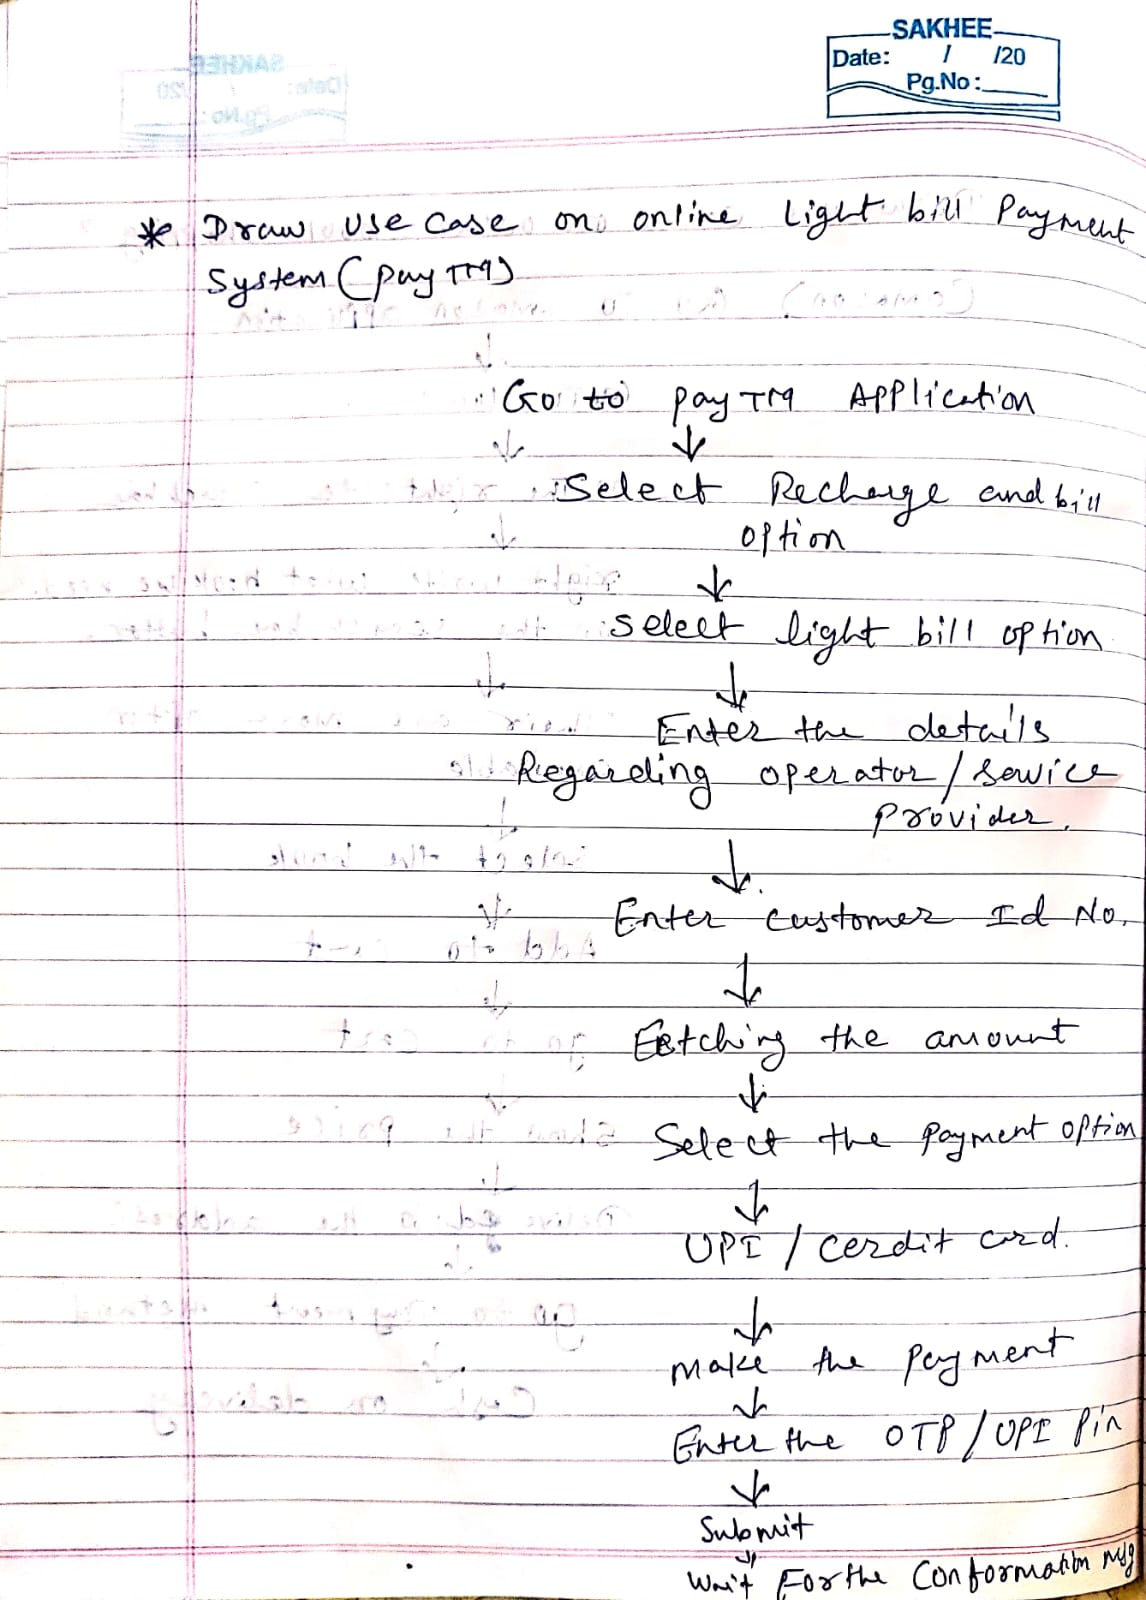 SAKHEE
Date: / /20
Pg.No:
* Draw use case on online Light bill Payment
System (pay TM)
Go to pay TM Application
↓
Select Recharge and bill
option
↓
select light bill option
↓
Enter the details
Regarding operator/service
provider.
↓
Enter customer Id No.
↓
Fetching the amount
↓
Select the payment option
↓
UPI / cerdit card.
↓
make the payment
↓
Enter the OTP / UPI Pin
↓
Submit
↓
wait For the Conformation msg